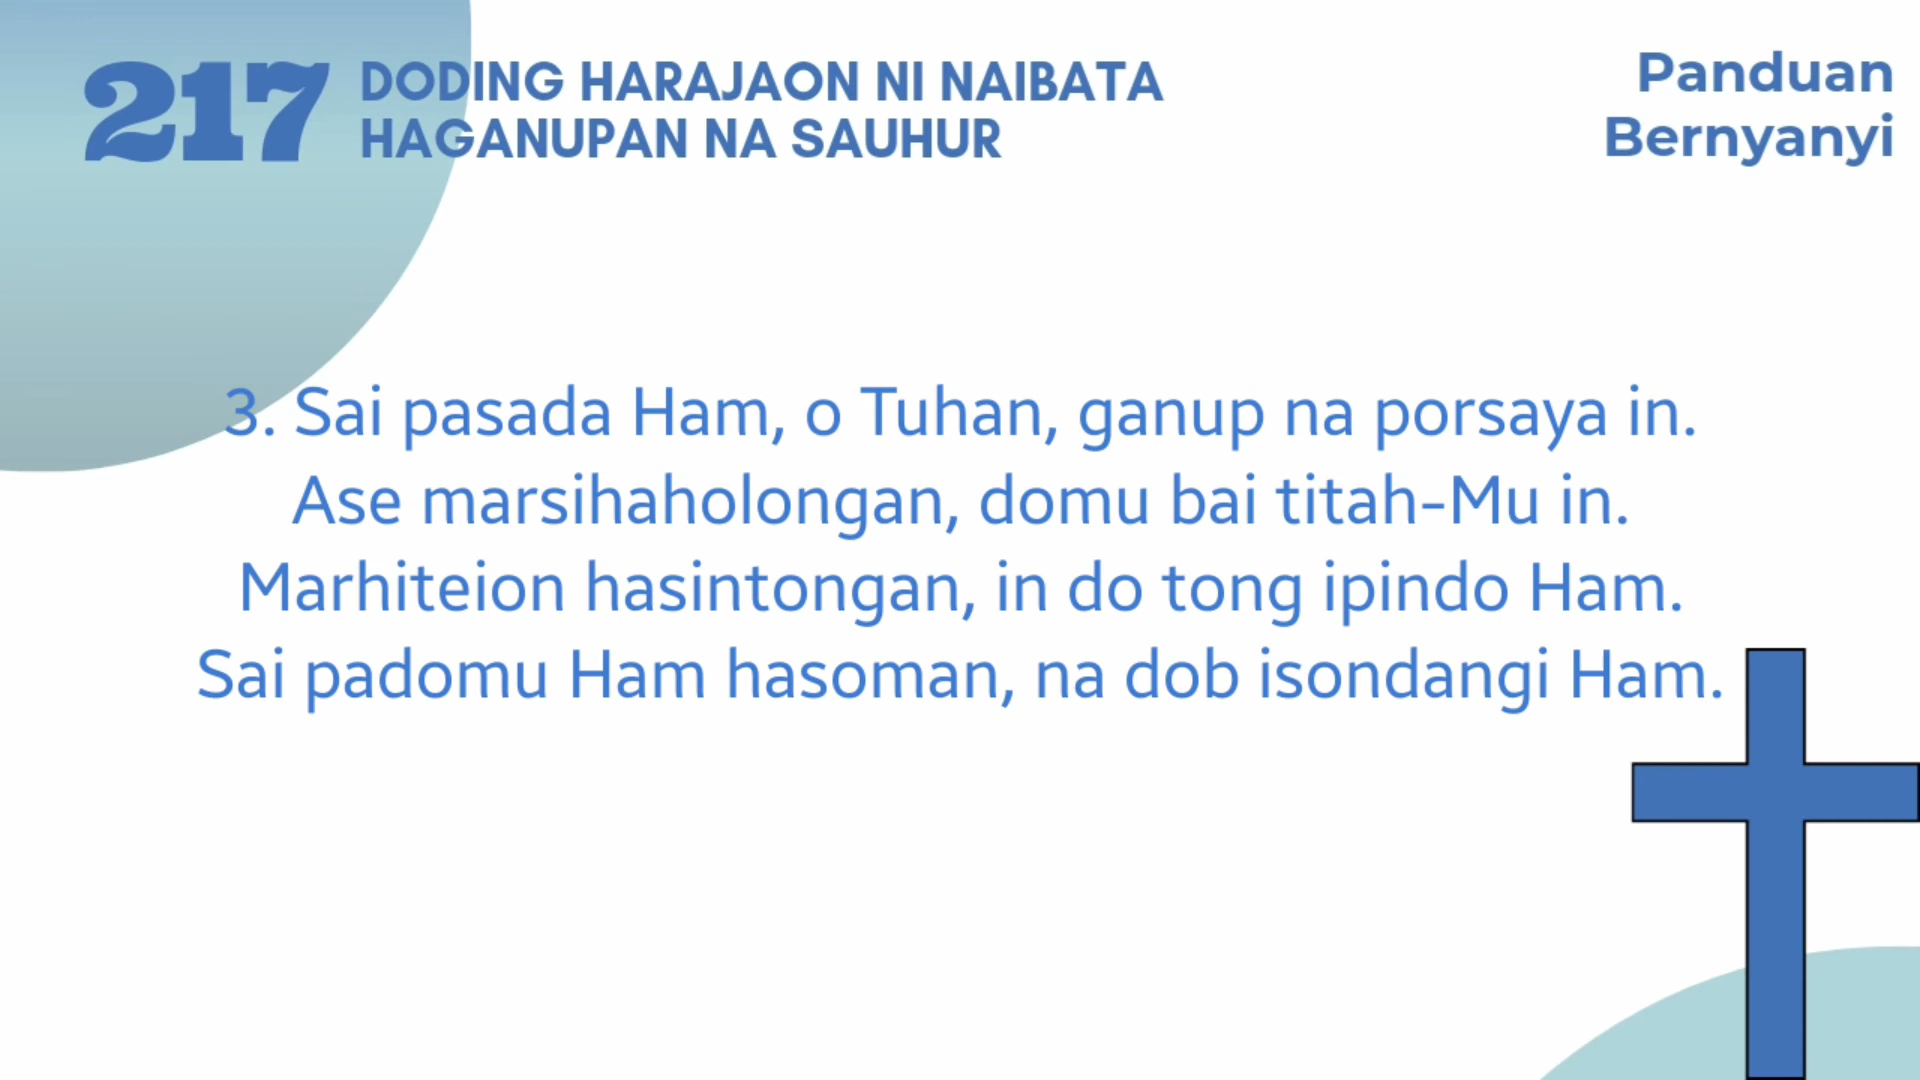 217
DODING HARAJAON NI NAIBATA
HAGANUPAN NA SAUHUR
Panduan
Bernyanyi
3. Sai pasada Ham, o Tuhan, ganup na porsaya in.
Ase marsihaholongan, domu bai titah-Mu in.
Marhiteion hasintongan, in do tong ipindo Ham.
Sai padomu Ham hasoman, na dob isondangi Ham.